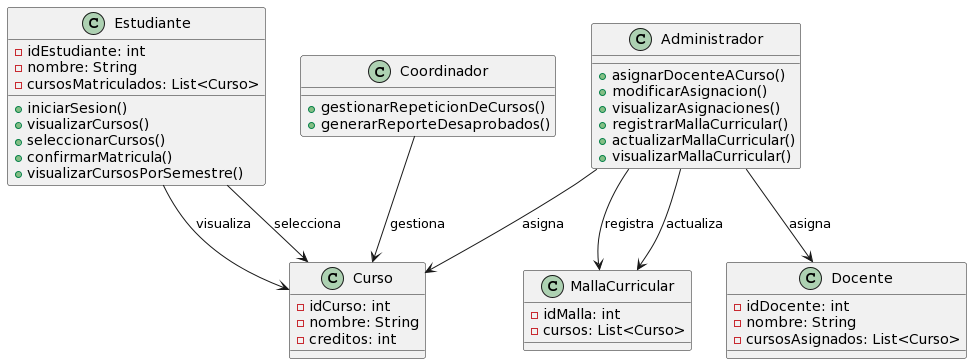 C Estudiante
idEstudiante: int
nombre: String
cursosMatriculados: List<Curso>
iniciarSesion()
visualizarCursos()
seleccionarCursos()
confirmarMatricula()
visualizarCursosPorSemestre()
C Coordinador
gestionarRepeticionDeCursos()
generarReporteDesaprobados()
C Administrador
asignarDocenteACurso()
modificarAsignacion()
visualizarAsignaciones()
registrarMallaCurricular()
actualizarMallaCurricular()
visualizarMallaCurricular()
visualiza
selecciona
gestiona
asigna
registra
actualiza
asigna
C Curso
idCurso: int
nombre: String
creditos: int
C MallaCurricular
idMalla: int
cursos: List<Curso>
C Docente
idDocente: int
nombre: String
cursosAsignados: List<Curso>